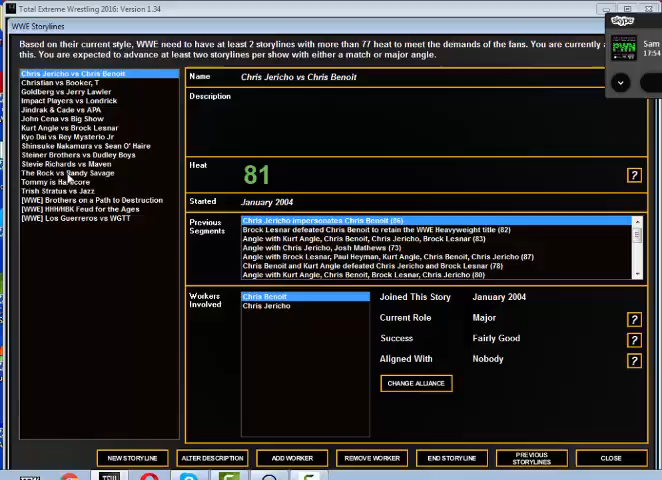 Total Extreme Wrestling 2016: Version 1.34
WWE Storylines
Based on their current style, WWE need to have at least 2 storylines with more than 77 heat to meet the demands of the fans. You are currently
this. You are expected to advance at least two storylines per show with either a match or major angle.
skype
PWN
Sam
17:54
Chris Jericho vs Chris Benoit
Christian vs Booker, T
Goldberg vs Jerry Lawler
Impact Players vs Londrick
Jindrak & Cade vs APA
John Cena vs Big Show
Kurt Angle vs Brock Lesnar
Kyo Dai vs Rey Mysterio Jr
Shinsuke Nakamura vs Sean O' Haire
Steiner Brothers vs Dudley Boys
Stevie Richards vs Maven
The Rock vs Randy Savage
Tommy is Hardcore
Trish Stratus vs Jazz
[WWE] Brothers on a Path to Destruction
[WWE] HHH/HBK Feud for the Ages
[WWE] Los Guerreros vs WGTT
Name
Chris Jericho vs Chris Benoit
Description
Heat
81
?
Started
January 2004
Previous
Segments
Chris Jericho impersonates Chris Benoit (86)
Brock Lesnar defeated Chris Benoit to retain the WWE Heavyweight title (82)
Angle with Kurt Angle, Chris Benoit, Chris Jericho, Brock Lesnar (83)
Angle with Chris Jericho, Josh Mathews (73)
Angle with Brock Lesnar, Paul Heyman, Kurt Angle, Chris Benoit, Chris Jericho (87)
Chris Benoit and Kurt Angle defeated Chris Jericho and Brock Lesnar (78)
Angle with Kurt Angle, Chris Benoit, Brock Lesnar, Chris Jericho (80)
Workers
Involved
Chris Benoit
Chris Jericho
Joined This Story
January 2004
Current Role
Major
?
Success
Fairly Good
?
Aligned With
Nobody
?
CHANGE ALLIANCE
NEW STORYLINE
ALTER DESCRIPTION
ADD WORKER
REMOVE WORKER
END STORYLINE
PREVIOUS
STORYLINES
CLOSE